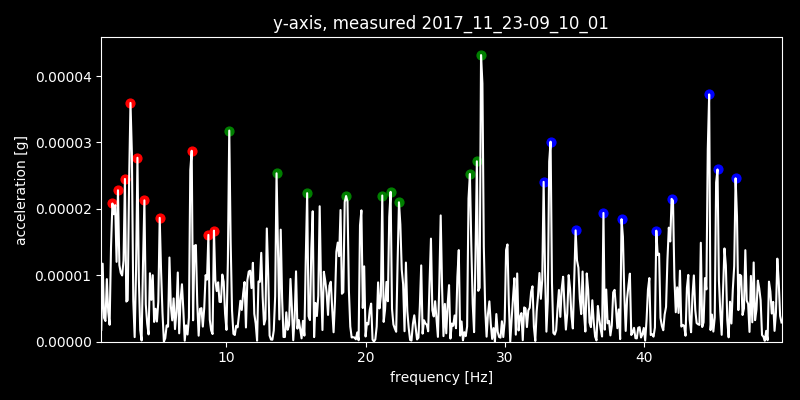 y-axis, measured 2017_11_23-09_10_01
acceleration [g]
0.00004
0.00003
0.00002
0.00001
0.00000
10 20 30 40
frequency [Hz]